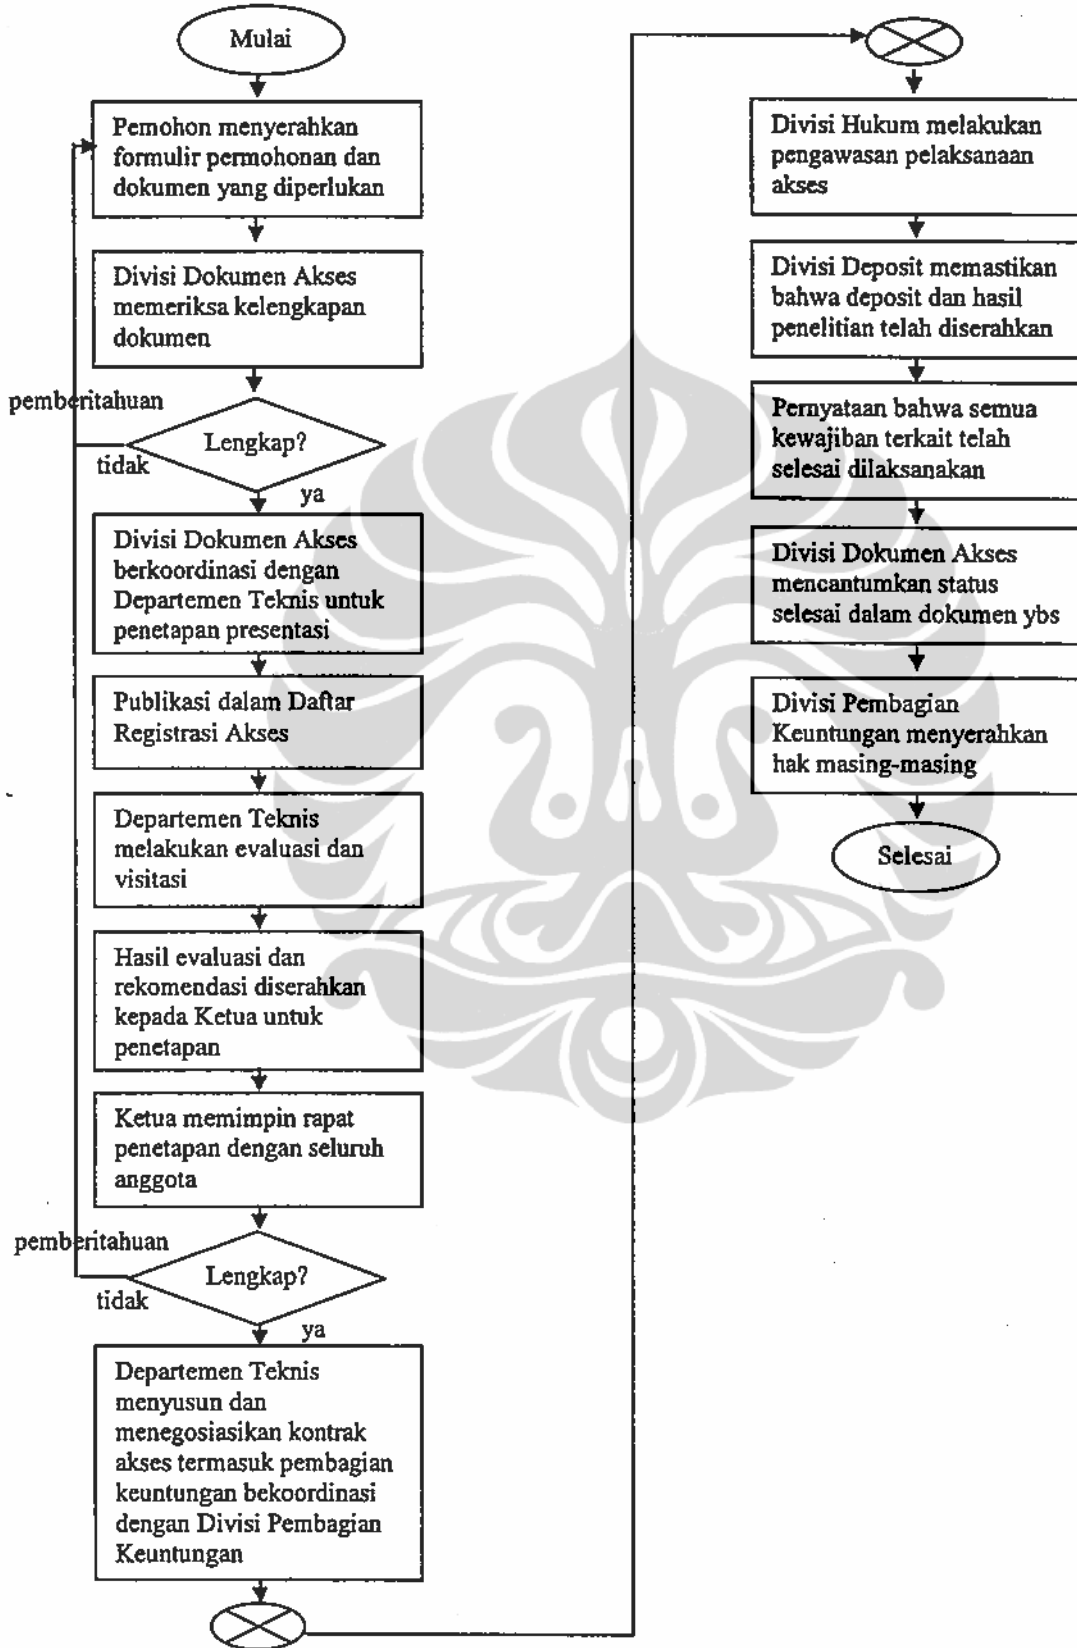 Mulai
Pemohon menyerahkan
formulir permohonan dan
dokumen yang diperlukan
Divisi Dokumen Akses
memeriksa kelengkapan
dokumen
pemberitahuan
Lengkap?
tidak
ya
Divisi Dokumen Akses
berkoordinasi dengan
Departemen Teknis untuk
penetapan presentasi
Publikasi dalam Daftar
Registrasi Akses
Departemen Teknis
melakukan evaluasi dan
visitasi
Hasil evaluasi dan
rekomendasi diserahkan
kepada Ketua untuk
penetapan
Ketua memimpin rapat
penetapan dengan seluruh
anggota
pemberitahuan
Lengkap?
tidak
ya
Departemen Teknis
menyusun dan
menegosiasikan kontrak
akses termasuk pembagian
keuntungan bekoordinasi
dengan Divisi Pembagian
Keuntungan
Divisi Hukum melakukan
pengawasan pelaksanaan
akses
Divisi Deposit memastikan
bahwa deposit dan hasil
penelitian telah diserahkan
Pernyataan bahwa semua
kewajiban terkait telah
selesai dilaksanakan
Divisi Dokumen Akses
mencantumkan status
selesai dalam dokumen ybs
Divisi Pembagian
Keuntungan menyerahkan
hak masing-masing
Selesai